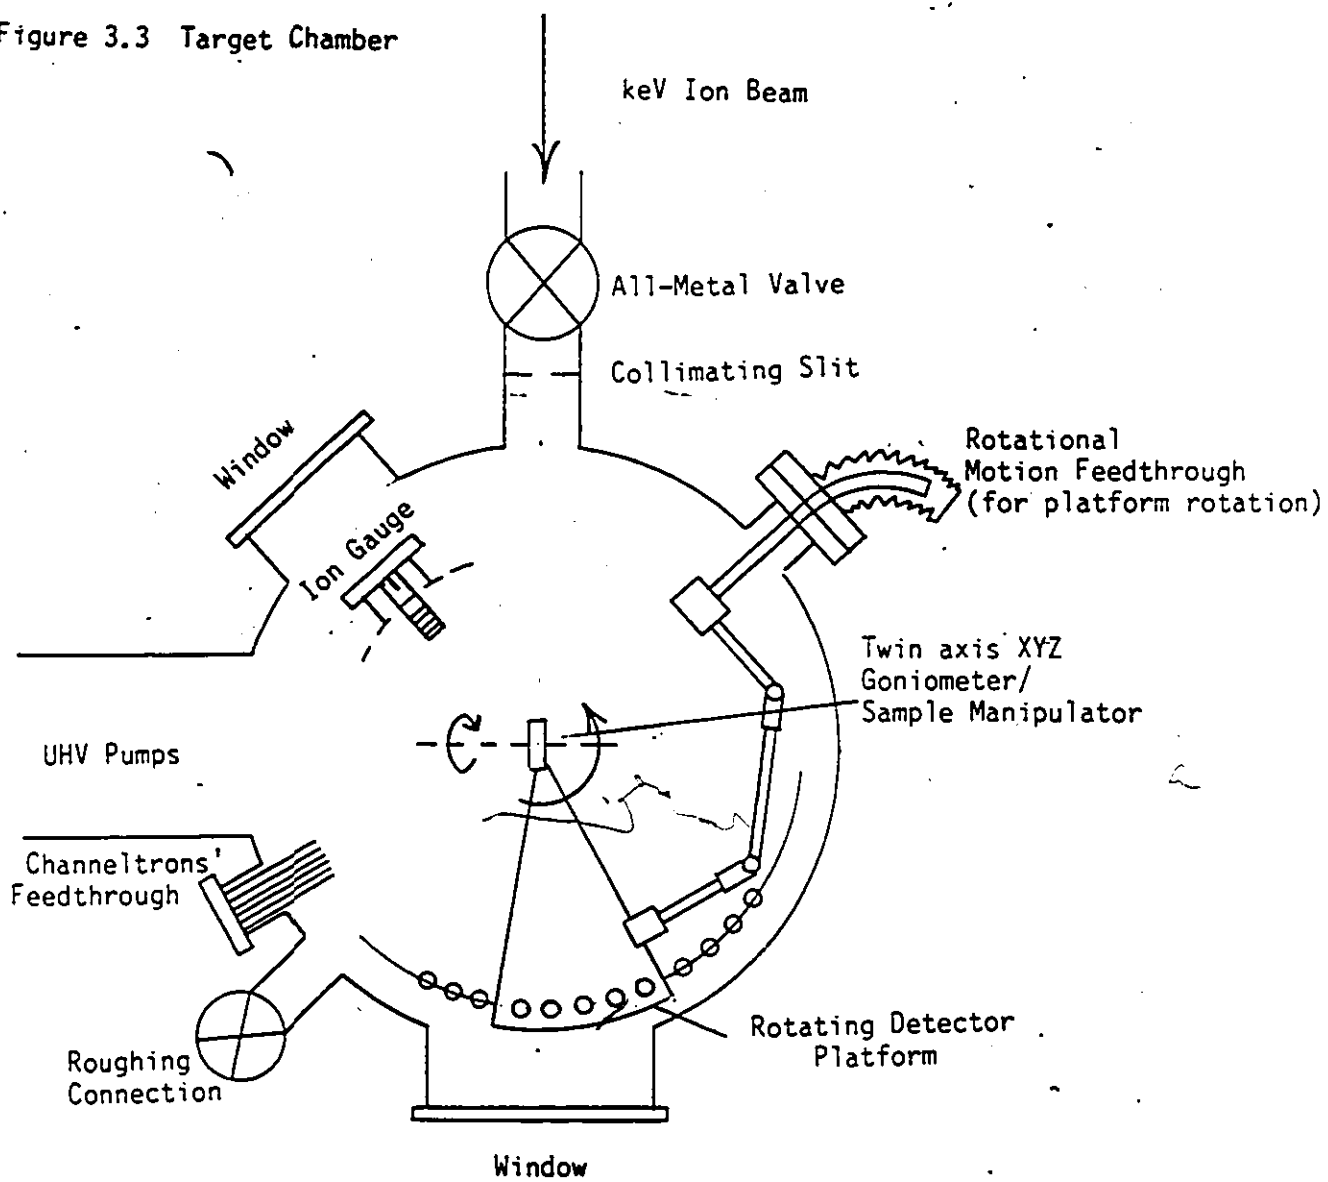 Figure 3.3 Target Chamber
keV Ion Beam
All-Metal Valve
Collimating Slit
Window
Ion Gauge
Rotational
Motion Feedthrough
(for platform rotation)
Twin axis XYZ
Goniometer/
Sample Manipulator
UHV Pumps
Channeltrons'
Feedthrough
Roughing
Connection
Rotating Detector
Platform
Window